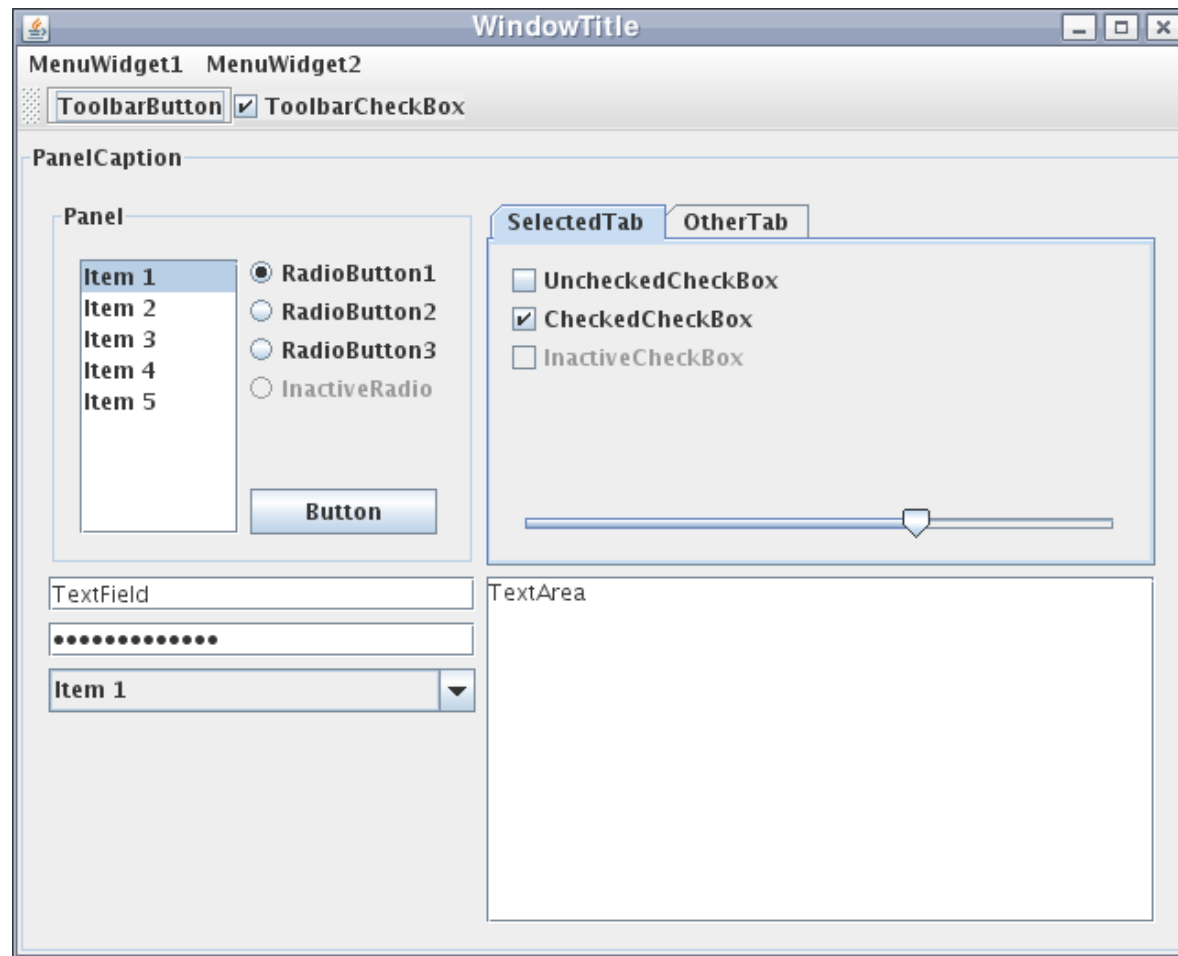 WindowTitle
MenuWidget1 MenuWidget2
ToolbarButton ToolbarCheckBox
PanelCaption
Panel
Item 1
Item 2
Item 3
Item 4
Item 5
RadioButton1
RadioButton2
RadioButton3
InactiveRadio
Button
SelectedTab OtherTab
UncheckedCheckBox
CheckedCheckBox
InactiveCheckBox
TextField
•••••••••••••
Item 1
TextArea